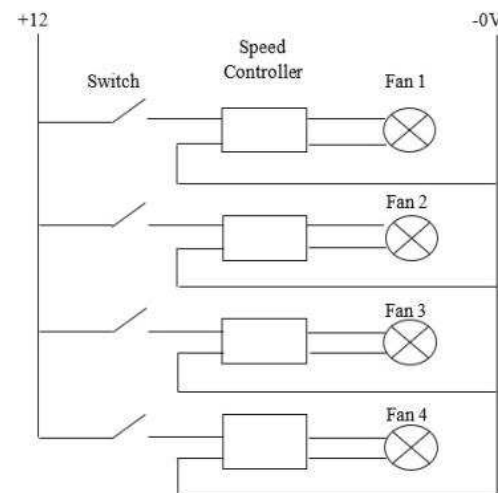 +12
-0V
Speed
Controller
Switch
Fan 1
Fan 2
Fan 3
Fan 4